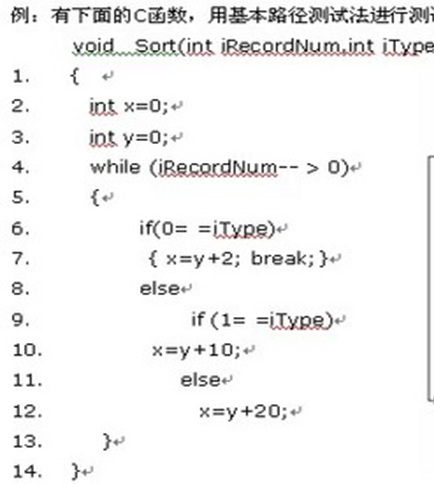 例：有下面的C函数，用基本路径测试法进行测
void Sort(int iRecordNum.int iType
1. {
2. int x=0;
3. int y=0;
4. while (iRecordNum-- > 0)
5. {
6. if(0= =iType)
7. { x=y+2; break;}
8. else
9. if (1= =iType)
10. x=y+10;
11. else
12. x=y+20;
13. }
14. }